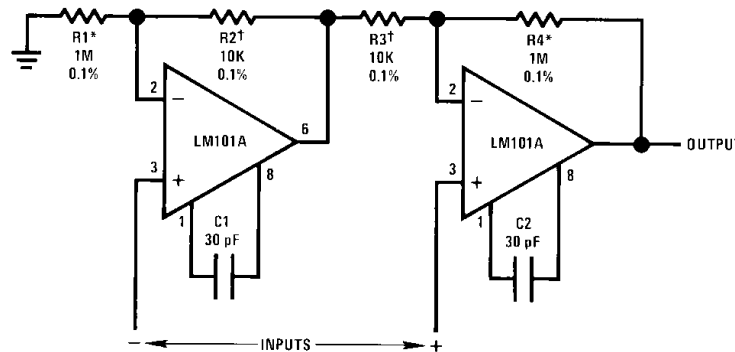 R1*
1M
0.1%
R2†
10K
0.1%
R3†
10K
0.1%
R4*
1M
0.1%
2
−
LM101A
6
3
+
8
1
C1
30 pF
2
−
LM101A
OUTPUT
3
+
8
1
C2
30 pF
− INPUTS +